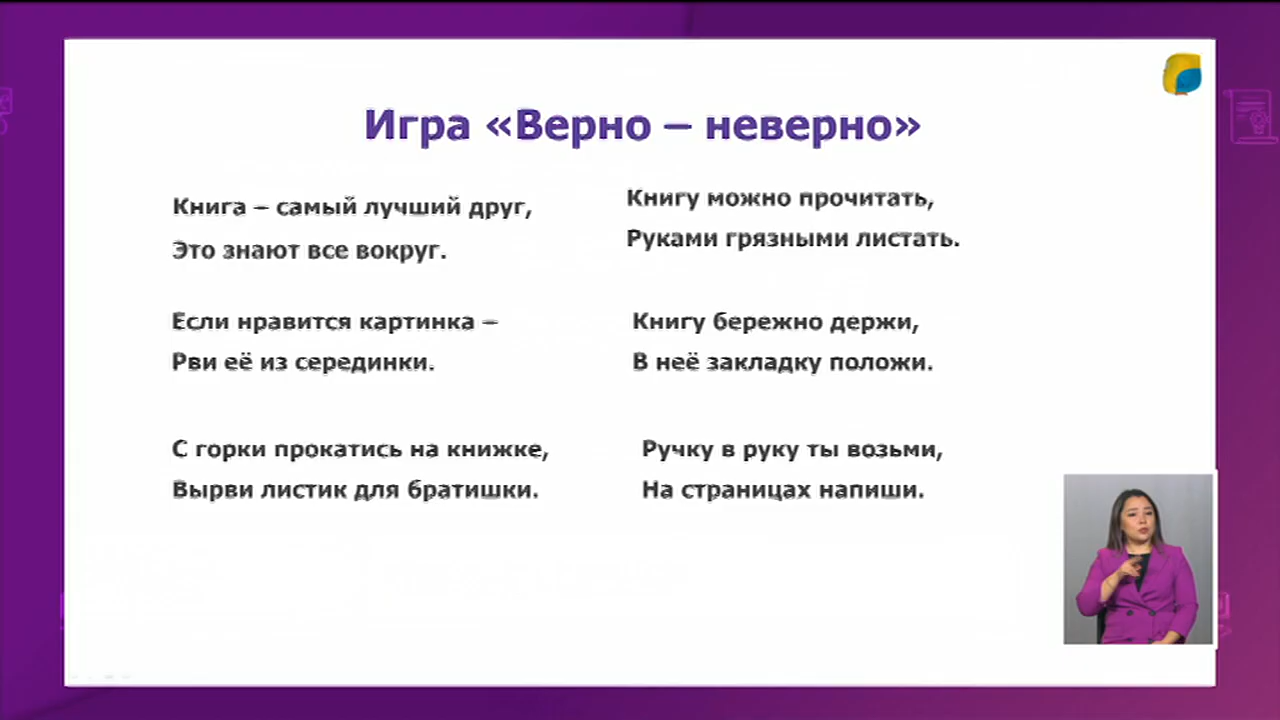 Игра «Верно – неверно»
Книга – самый лучший друг,
Это знают все вокруг.
Если нравится картинка –
Рви её из серединки.
С горки прокатись на книжке,
Вырви листик для братишки.
Книгу можно прочитать,
Руками грязными листать.
Книгу бережно держи,
В неё закладку положи.
Ручку в руку ты возьми,
На страницах напиши.